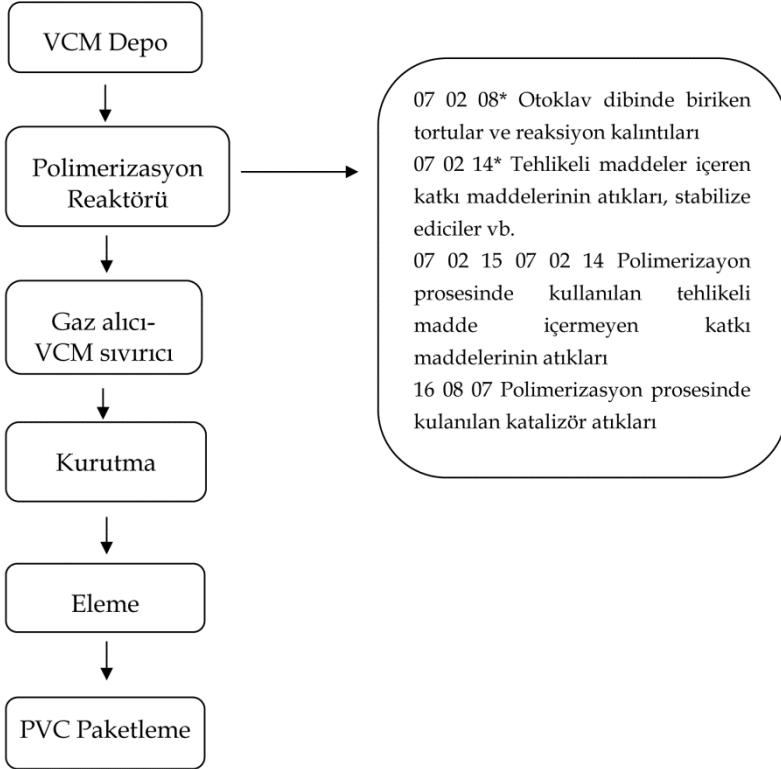 VCM Depo
Polimerizasyon
Reaktörü
Gaz alıcı-
VCM sıvırıcı
Kurutma
Eleme
PVC Paketleme
07 02 08* Otoklav dibinde biriken
tortular ve reaksiyon kalıntıları
07 02 14* Tehlikeli maddeler içeren
katkı maddelerinin atıkları, stabilize
ediciler vb.
07 02 15 07 02 14 Polimerizayon
prosesinde kullanılan tehlikeli
madde içermeyen katkı
maddelerinin atıkları
16 08 07 Polimerizasyon prosesinde
kulanılan katalizör atıkları